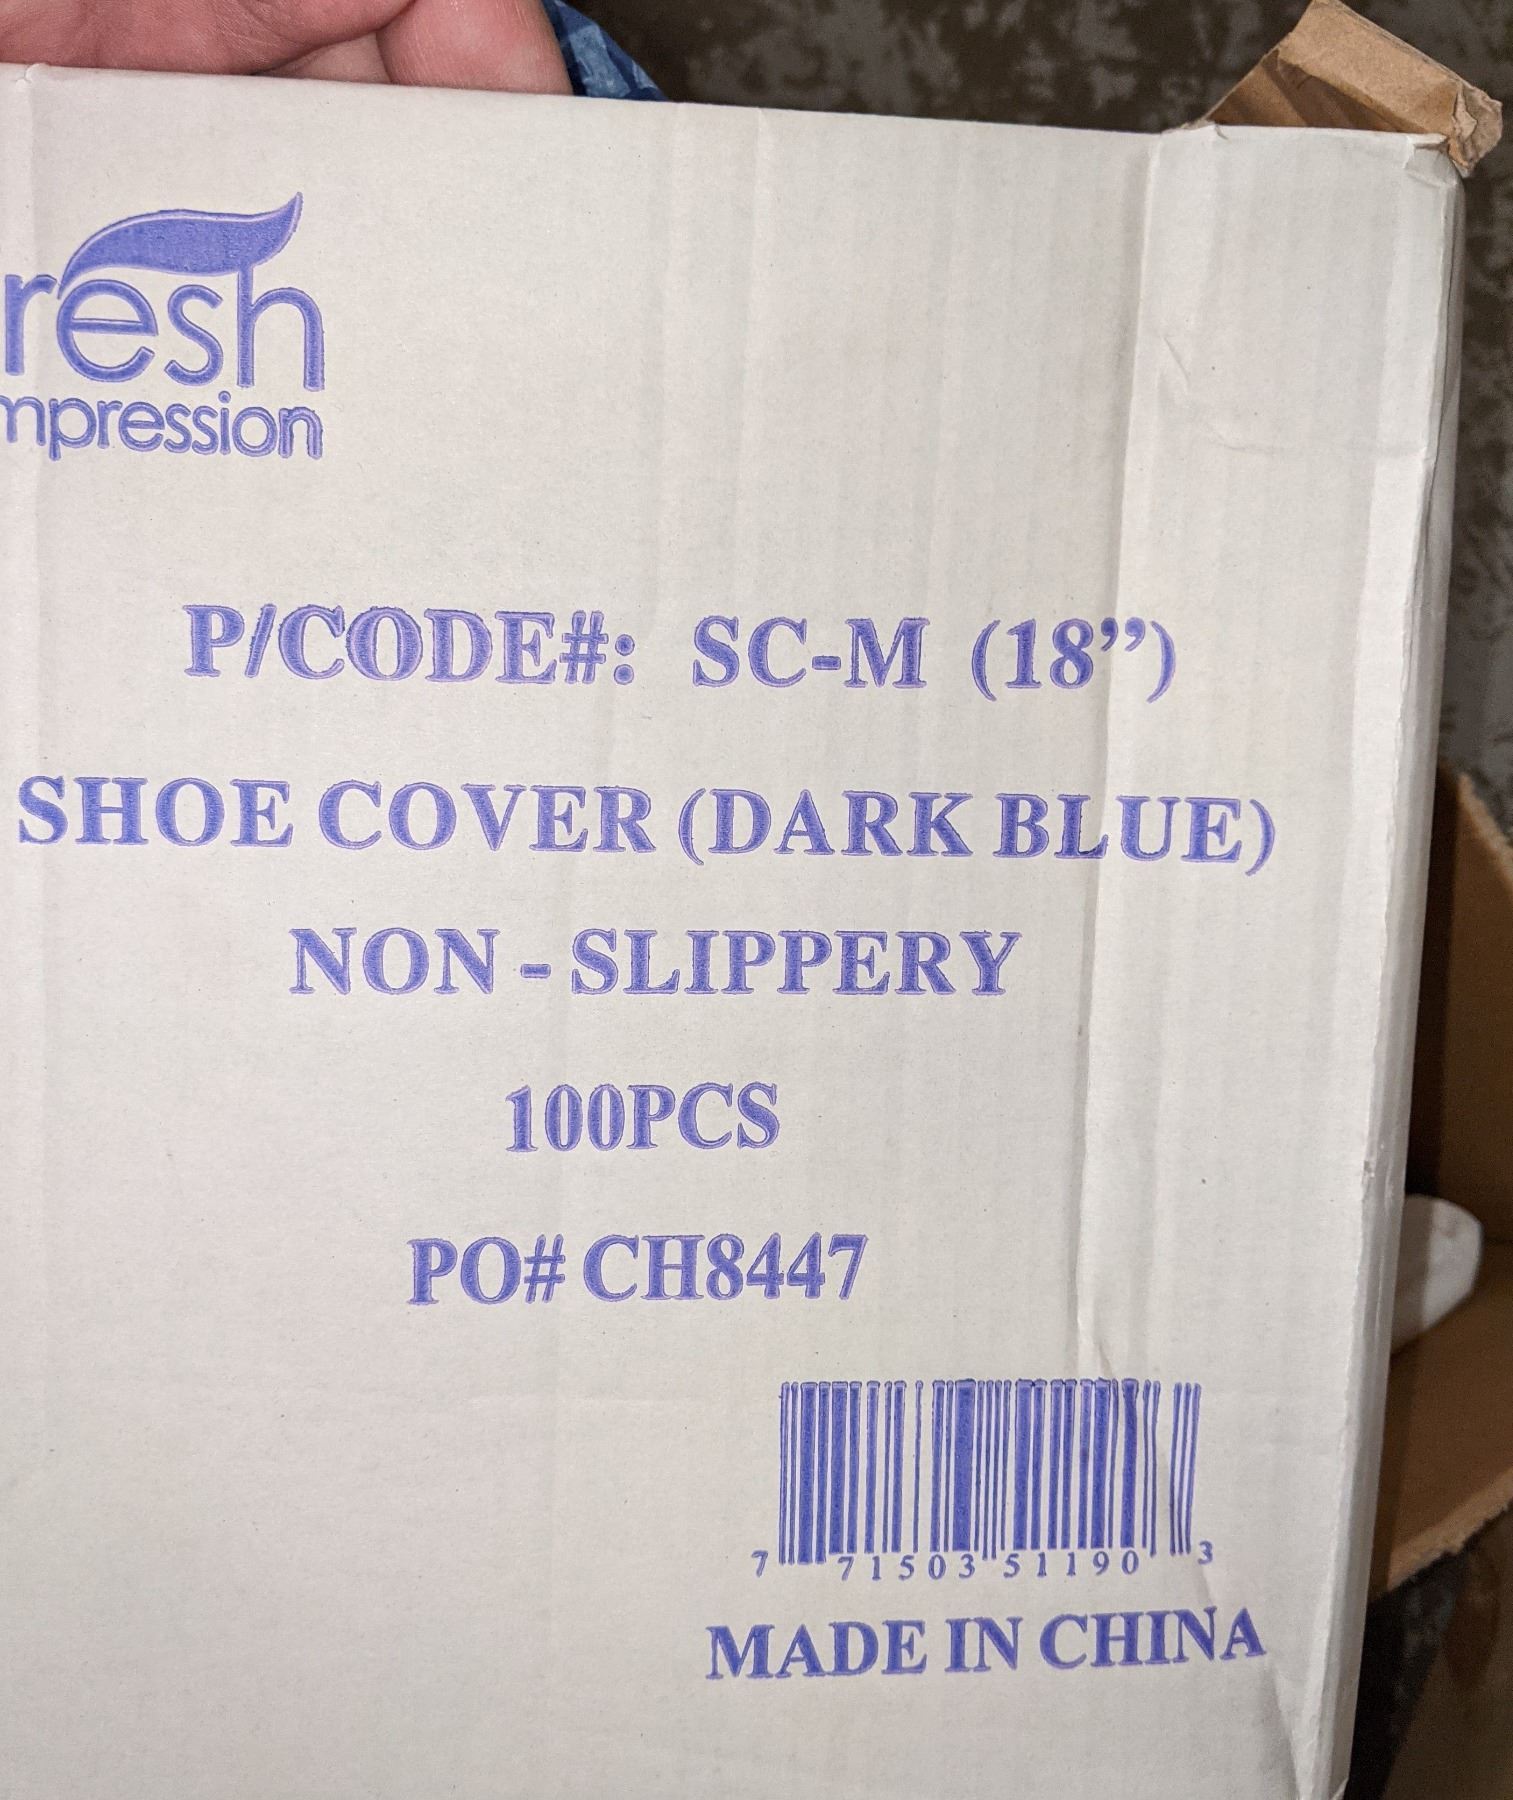 resh
mpression
P/CODE#: SC-M (18”)
SHOE COVER (DARK BLUE)
NON - SLIPPERY
100PCS
PO# CH8447
7 71503 51190 3
MADE IN CHINA